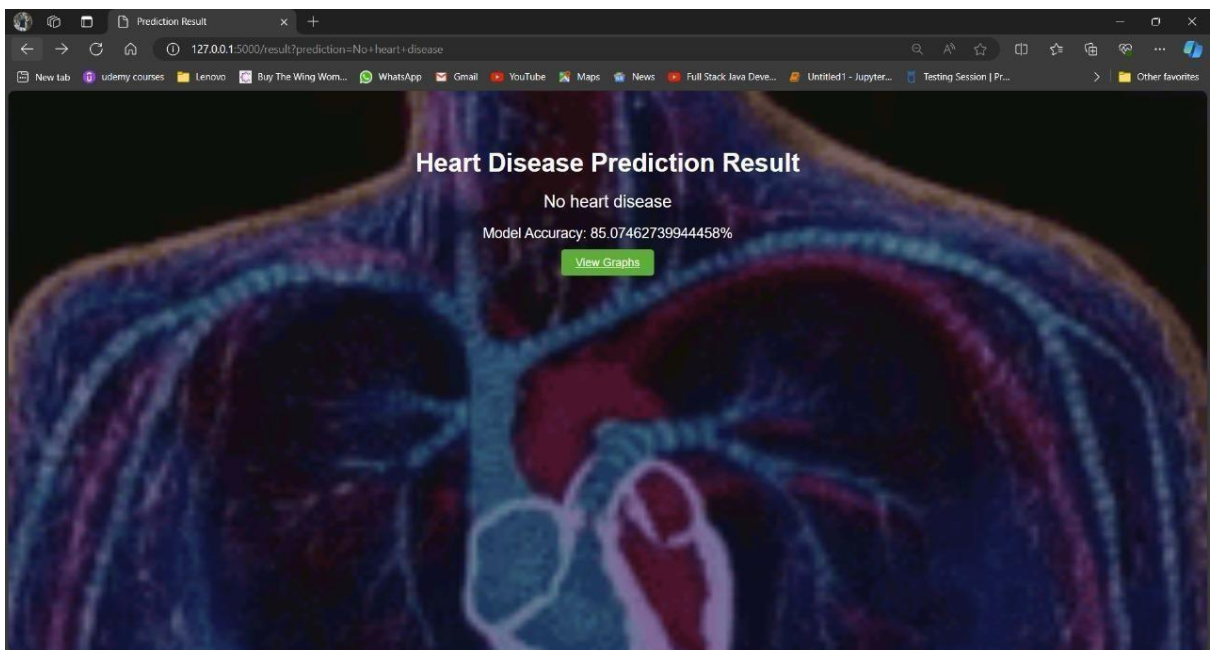 Prediction Result
127.0.0.1:5000/result?prediction=No+heart+disease
New tab udemy courses Lenovo Buy The Wing Wom... WhatsApp Gmail YouTube Maps News Full Stack Java Deve... Untitled1 - Jupyter... Testing Session | Pr... Other favorites
Heart Disease Prediction Result
No heart disease
Model Accuracy: 85.07462739944458%
View Graphs